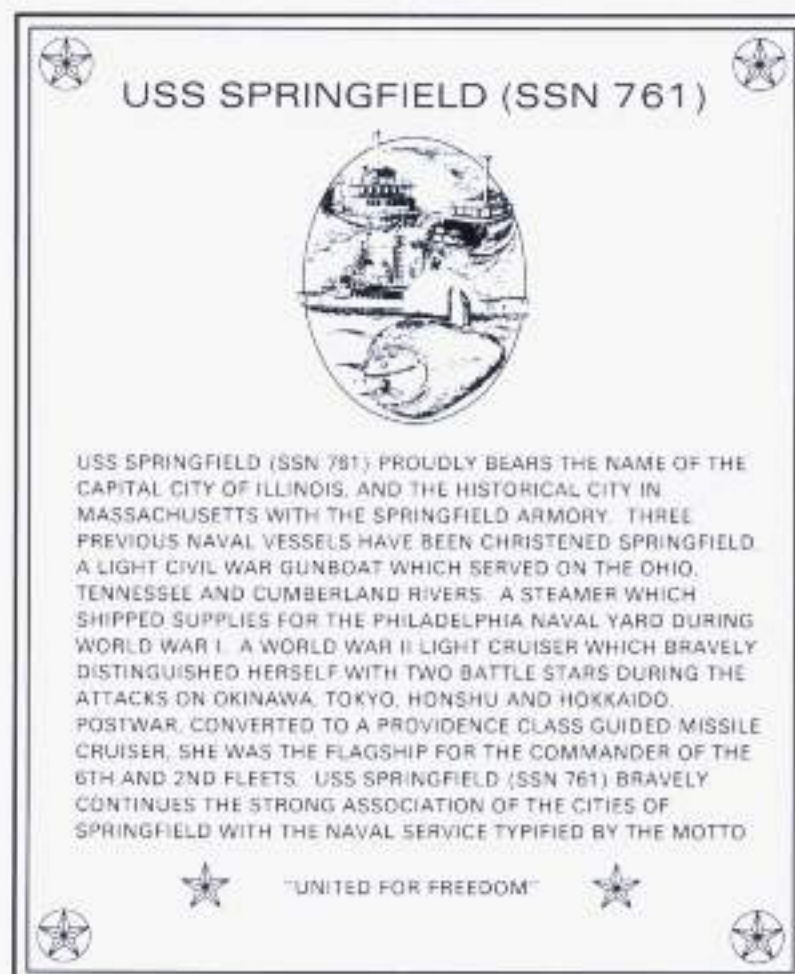 USS SPRINGFIELD (SSN 761)
USS SPRINGFIELD (SSN 761) PROUDLY BEARS THE NAME OF THE
CAPITAL CITY OF ILLINOIS, AND THE HISTORICAL CITY IN
MASSACHUSETTS WITH THE SPRINGFIELD ARMORY. THREE
PREVIOUS NAVAL VESSELS HAVE BEEN CHRISTENED SPRINGFIELD.
A LIGHT CIVIL WAR GUNBOAT WHICH SERVED ON THE OHIO,
TENNESSEE AND CUMBERLAND RIVERS. A STEAMER WHICH
SHIPPED SUPPLIES FOR THE PHILADELPHIA NAVAL YARD DURING
WORLD WAR I. A WORLD WAR II LIGHT CRUISER WHICH BRAVELY
DISTINGUISHED HERSELF WITH TWO BATTLE STARS DURING THE
ATTACKS ON OKINAWA, TOKYO, HONSHU AND HOKKAIDO.
POSTWAR, CONVERTED TO A PROVIDENCE CLASS GUIDED MISSILE
CRUISER, SHE WAS THE FLAGSHIP FOR THE COMMANDER OF THE
6TH AND 2ND FLEETS. USS SPRINGFIELD (SSN 761) BRAVELY
CONTINUES THE STRONG ASSOCIATION OF THE CITIES OF
SPRINGFIELD WITH THE NAVAL SERVICE TYPIFIED BY THE MOTTO
"UNITED FOR FREEDOM"